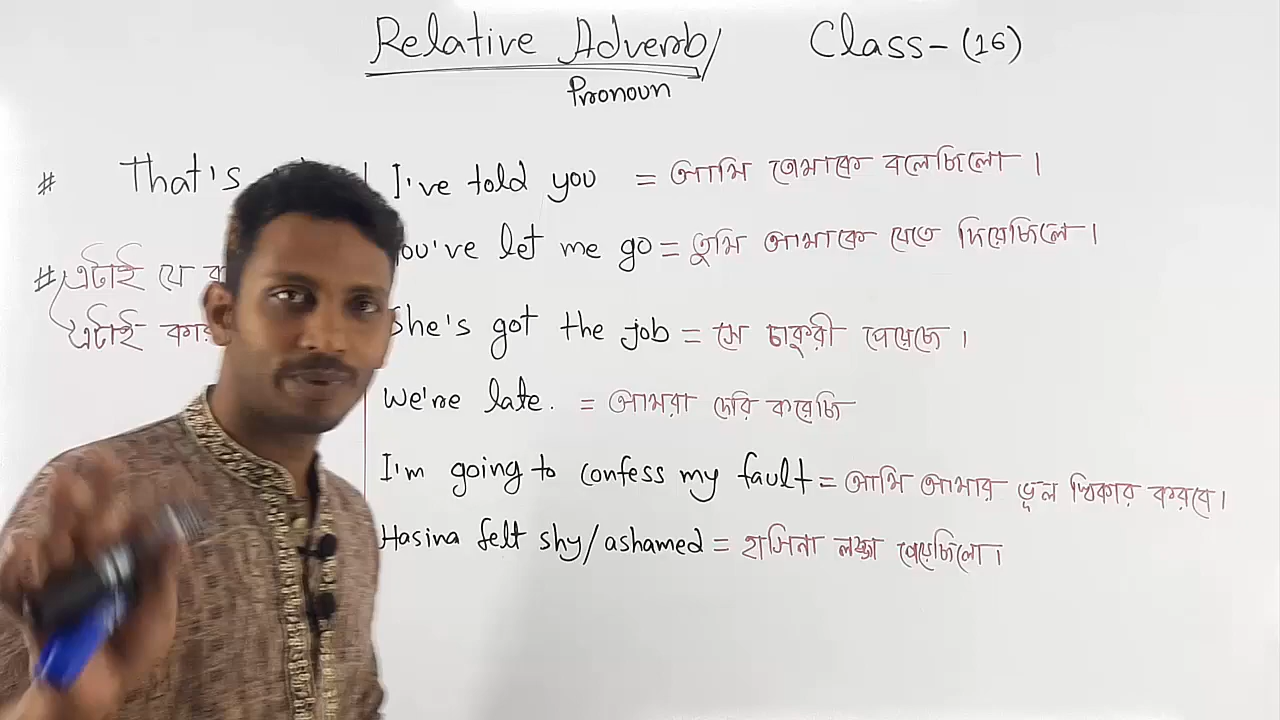 Relative Adverb/
Pronoun
Class-(16)
# That's
I've told you = আমি তোমাকে বলেছিলো।
ou've let me go = তুমি আমাকে যেতে দিয়েছিলে।
# এটাই যে
She's got the job = সে চাকুরী পেয়েছে।
এটাই কার
We're late. = আমরা দেরি করেছি
I'm going to confess my fault = আমি আমার ভূল স্বিকার করবে।
Hasina felt shy/ashamed = হাসিনা লজ্জা পেয়েছিলো।